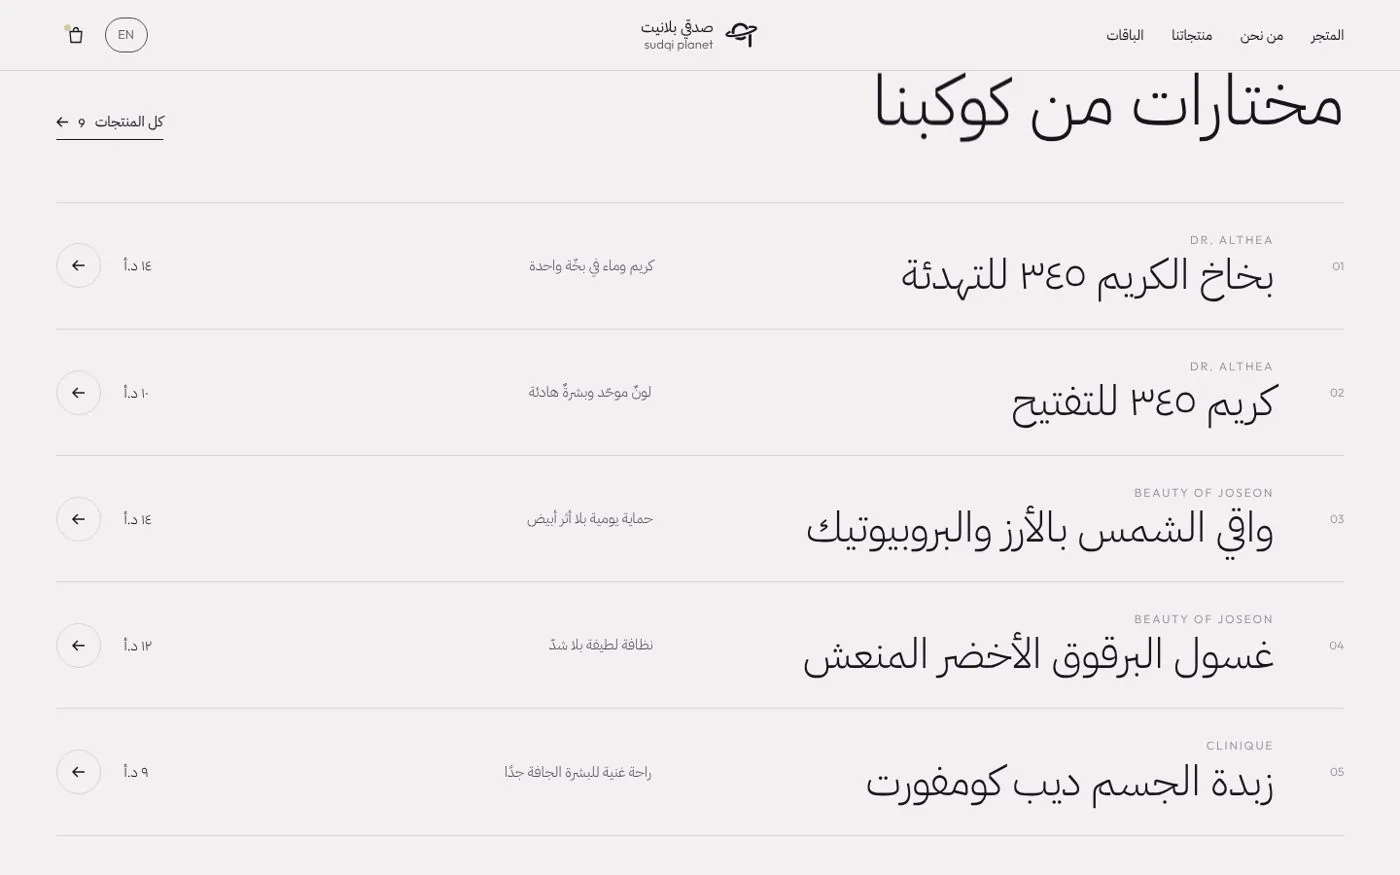 المتجر
من نحن
منتجاتنا
الباقات
صدقي بلانيت
sudqi planet
EN
مختارات من كوكبنا
كل المنتجات ٩ ←
01
DR. ALTHEA
بخاخ الكريم ٣٤٥ للتهدئة
كريم وماء في بخّة واحدة
١٤ د.أ
←
02
DR. ALTHEA
كريم ٣٤٥ للتفتيح
لونٌ موحّد وبشرةٌ هادئة
١٠ د.أ
←
03
BEAUTY OF JOSEON
واقي الشمس بالأرز والبروبيوتيك
حماية يومية بلا أثر أبيض
١٤ د.أ
←
04
BEAUTY OF JOSEON
غسول البرقوق الأخضر المنعش
نظافة لطيفة بلا شدّ
١٢ د.أ
←
05
CLINIQUE
زبدة الجسم ديب كومفورت
راحة غنية للبشرة الجافة جدًا
٩ د.أ
←